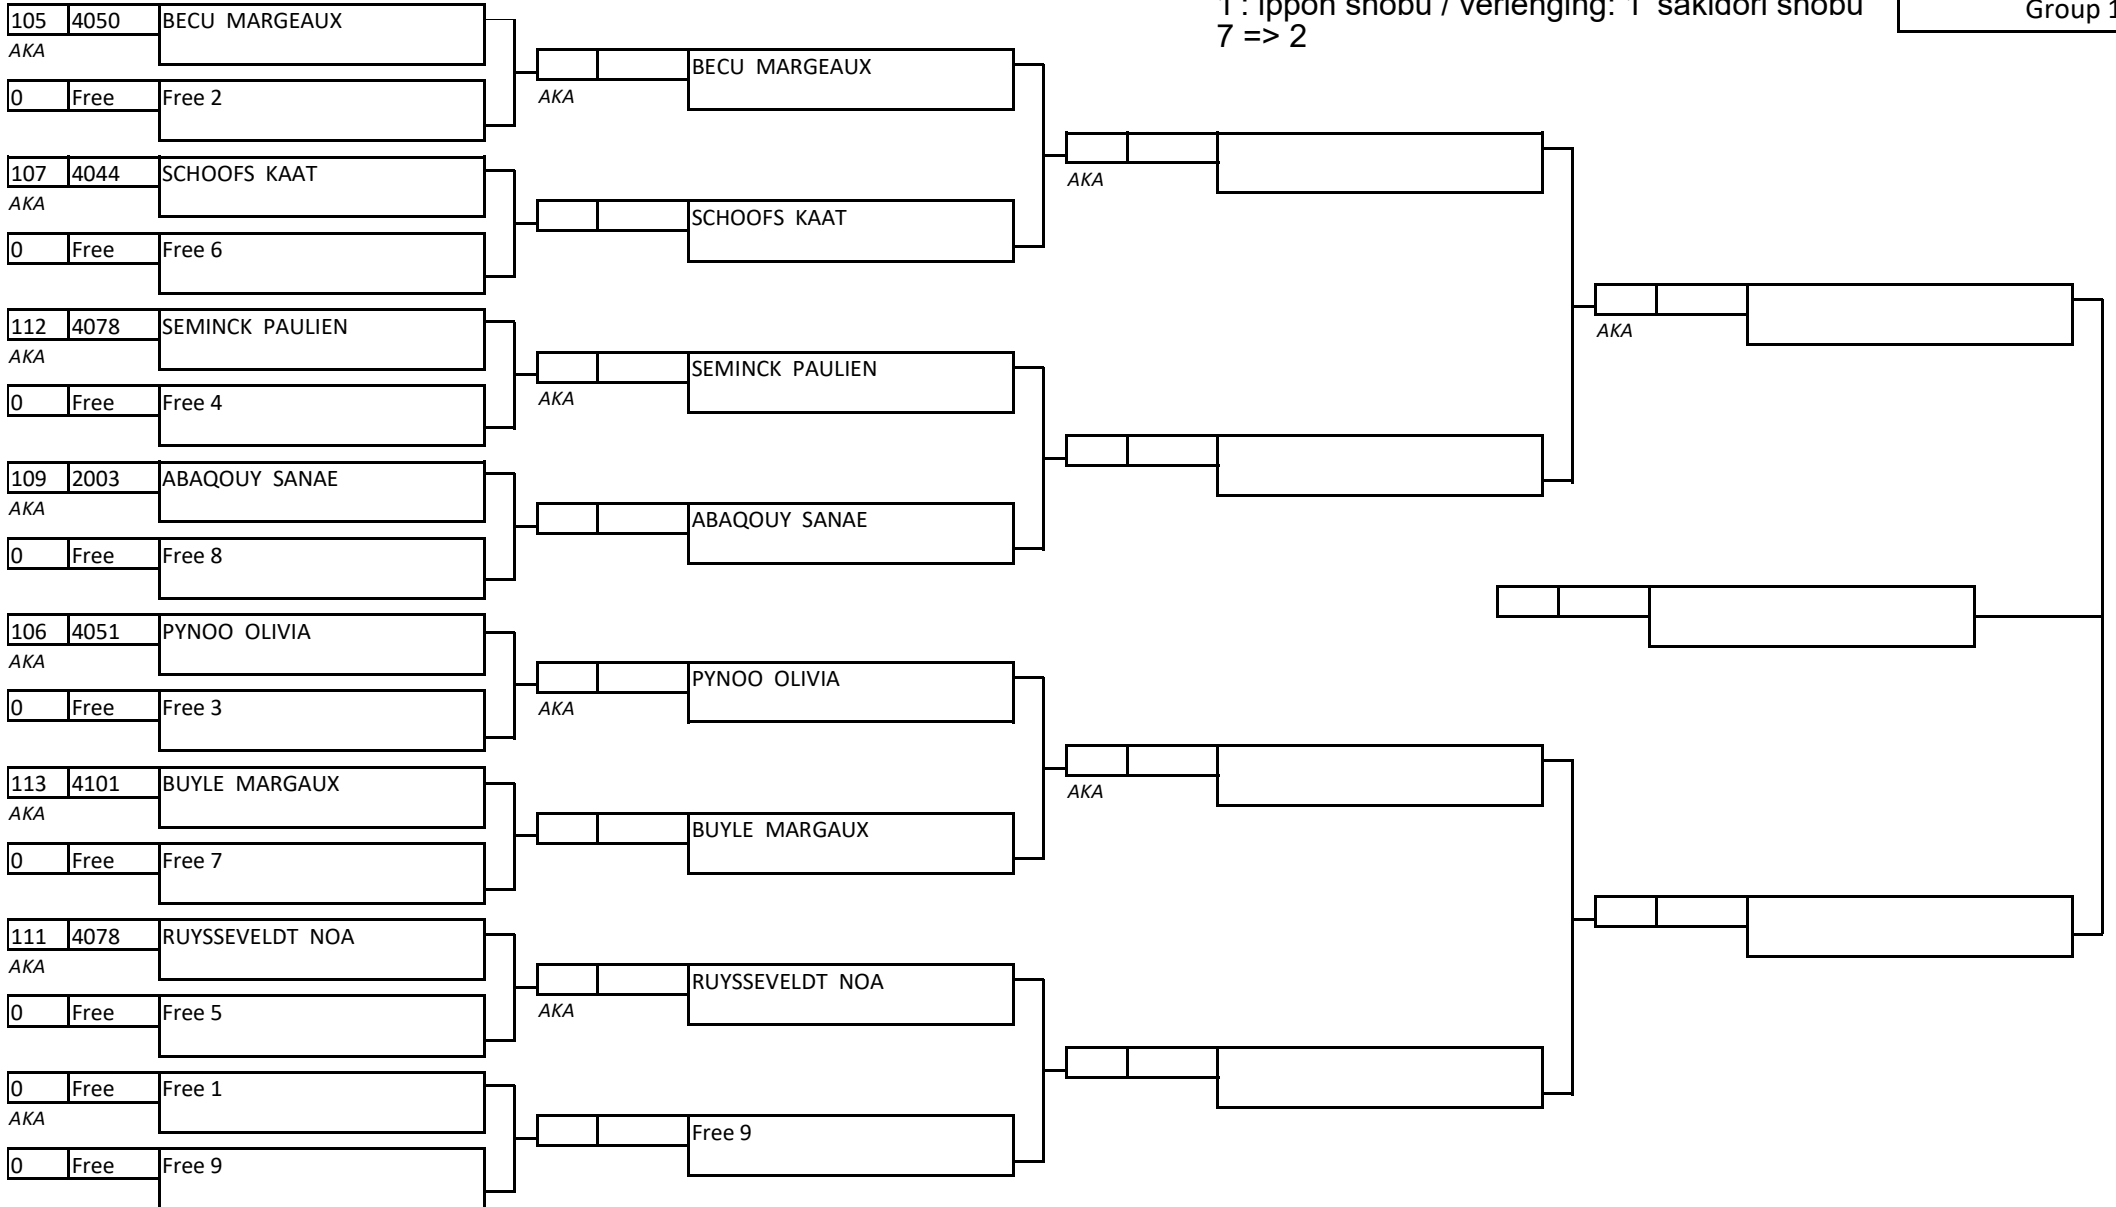 1': ippon shobu / verlenging: 1' sakidori shobu
7 => 2
Group 1
105 4050 BECU MARGEAUX
AKA
0 Free Free 2
107 4044 SCHOOFS KAAT
AKA
0 Free Free 6
112 4078 SEMINCK PAULIEN
AKA
0 Free Free 4
109 2003 ABAQOUY SANAE
AKA
0 Free Free 8
106 4051 PYNOO OLIVIA
AKA
0 Free Free 3
113 4101 BUYLE MARGAUX
AKA
0 Free Free 7
111 4078 RUYSSEVELDT NOA
AKA
0 Free Free 5
0 Free Free 1
AKA
0 Free Free 9
BECU MARGEAUX
AKA
SCHOOFS KAAT
SEMINCK PAULIEN
AKA
ABAQOUY SANAE
PYNOO OLIVIA
AKA
BUYLE MARGAUX
RUYSSEVELDT NOA
AKA
Free 9
AKA
AKA
AKA